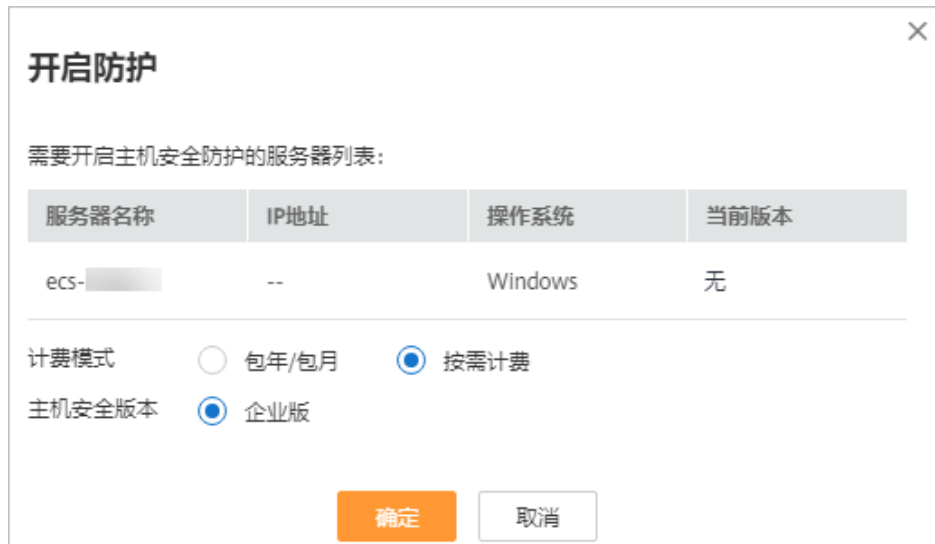 开启防护
需要开启主机安全防护的服务器列表:
服务器名称 IP地址 操作系统 当前版本
ecs- -- Windows 无
计费模式 包年/包月 按需计费
主机安全版本 企业版
确定 取消